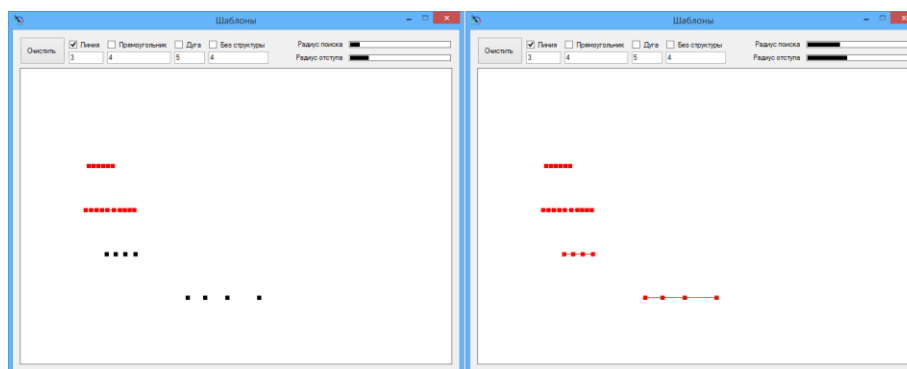 Шаблоны
Очистить
Линия Прямоугольник Дуга Без структуры
3 4 5 4
Радиус поиска
Радиус отступа
Шаблоны
Очистить
Линия Прямоугольник Дуга Без структуры
3 4 5 4
Радиус поиска
Радиус отступа